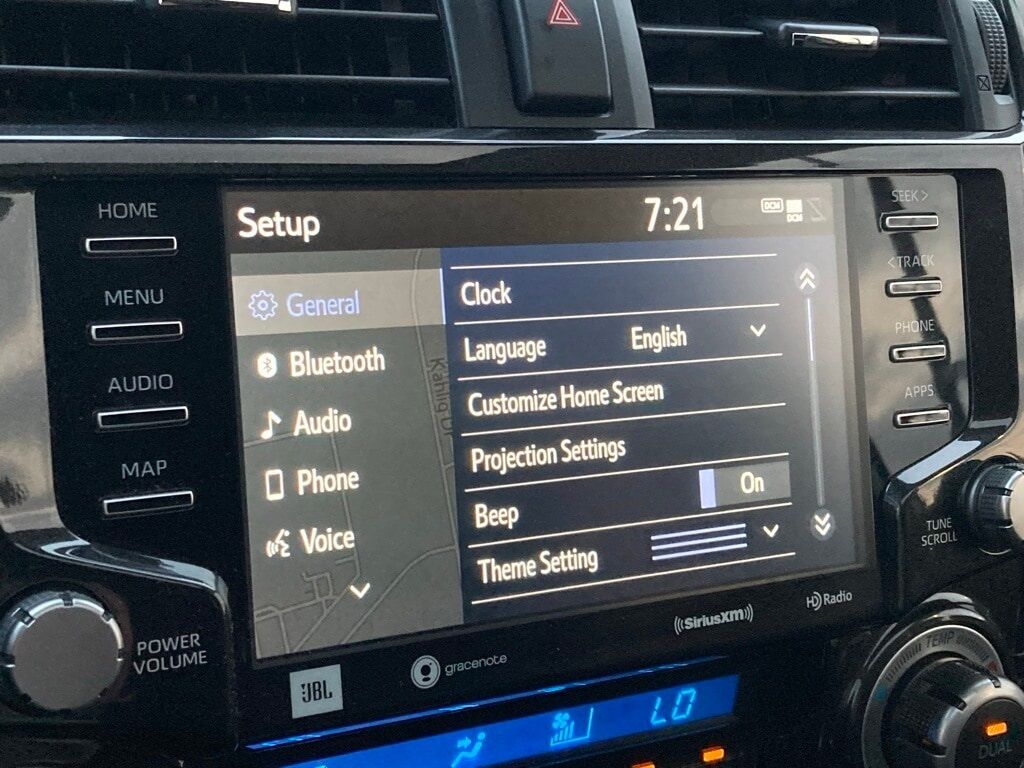 HOME
MENU
AUDIO
MAP
POWER
VOLUME
Setup
7:21
DCM
DCM
General
Bluetooth
Audio
Phone
Voice
Clock
Language English
Customize Home Screen
Projection Settings
Beep On
Theme Setting
SEEK >
< TRACK
PHONE
APPS
TUNE
SCROLL
JBL
gracenote
SiriusXM
HD Radio
LO
TEMP
DUAL